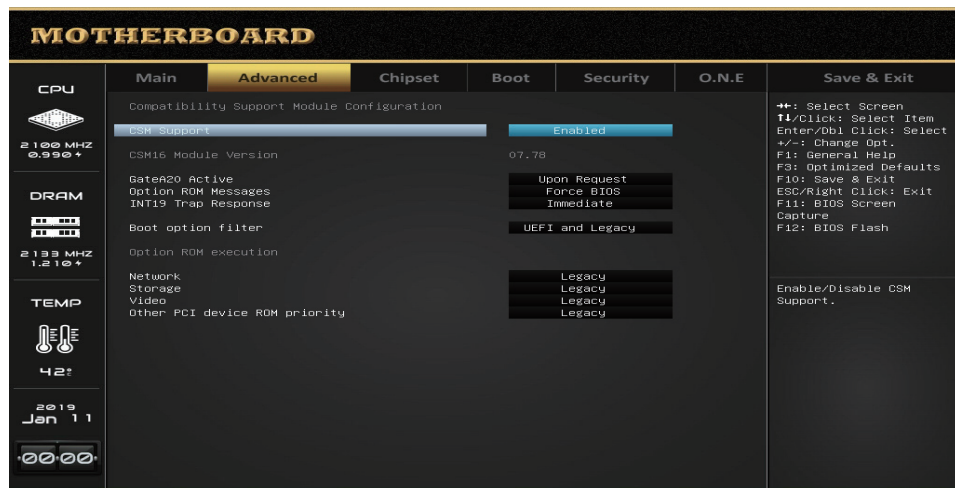 MOTHERBOARD
Main Advanced Chipset Boot Security O.N.E Save & Exit
CPU
2100 MHZ
0.990 +
DRAM
2133 MHZ
1.210 +
TEMP
42℃
2019
Jan 11
00:00
Compatibility Support Module Configuration
CSM Support Enabled
CSM16 Module Version 07.78
GateA20 Active Upon Request
Option ROM Messages Force BIOS
INT19 Trap Response Immediate
Boot option filter UEFI and Legacy
Option ROM execution
Network Legacy
Storage Legacy
Video Legacy
Other PCI device ROM priority Legacy
→←: Select Screen
↑↓/Click: Select Item
Enter/Dbl Click: Select
+/-: Change Opt.
F1: General Help
F3: Optimized Defaults
F10: Save & Exit
ESC/Right Click: Exit
F11: BIOS Screen
Capture
F12: BIOS Flash
Enable/Disable CSM
Support.